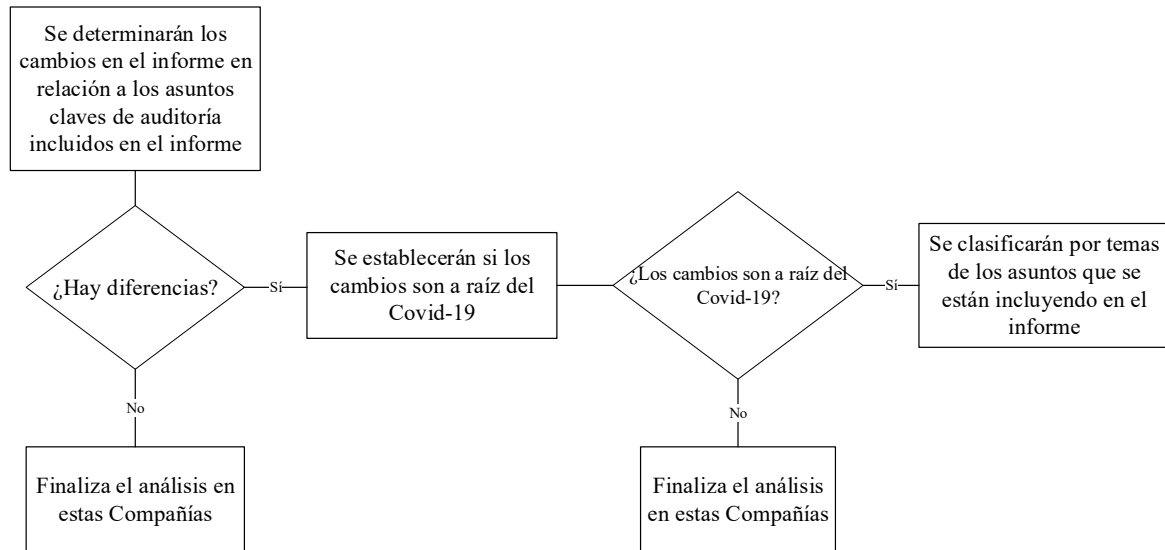 Se determinarán los
cambios en el informe en
relación a los asuntos
claves de auditoría
incluidos en el informe
¿Hay diferencias?
Sí
No
Finaliza el análisis en
estas Compañías
Se establecerán si los
cambios son a raíz del
Covid-19
¿Los cambios son a raíz del
Covid-19?
Sí
No
Finaliza el análisis
en estas Compañías
Se clasificarán por temas
de los asuntos que se
están incluyendo en el
informe